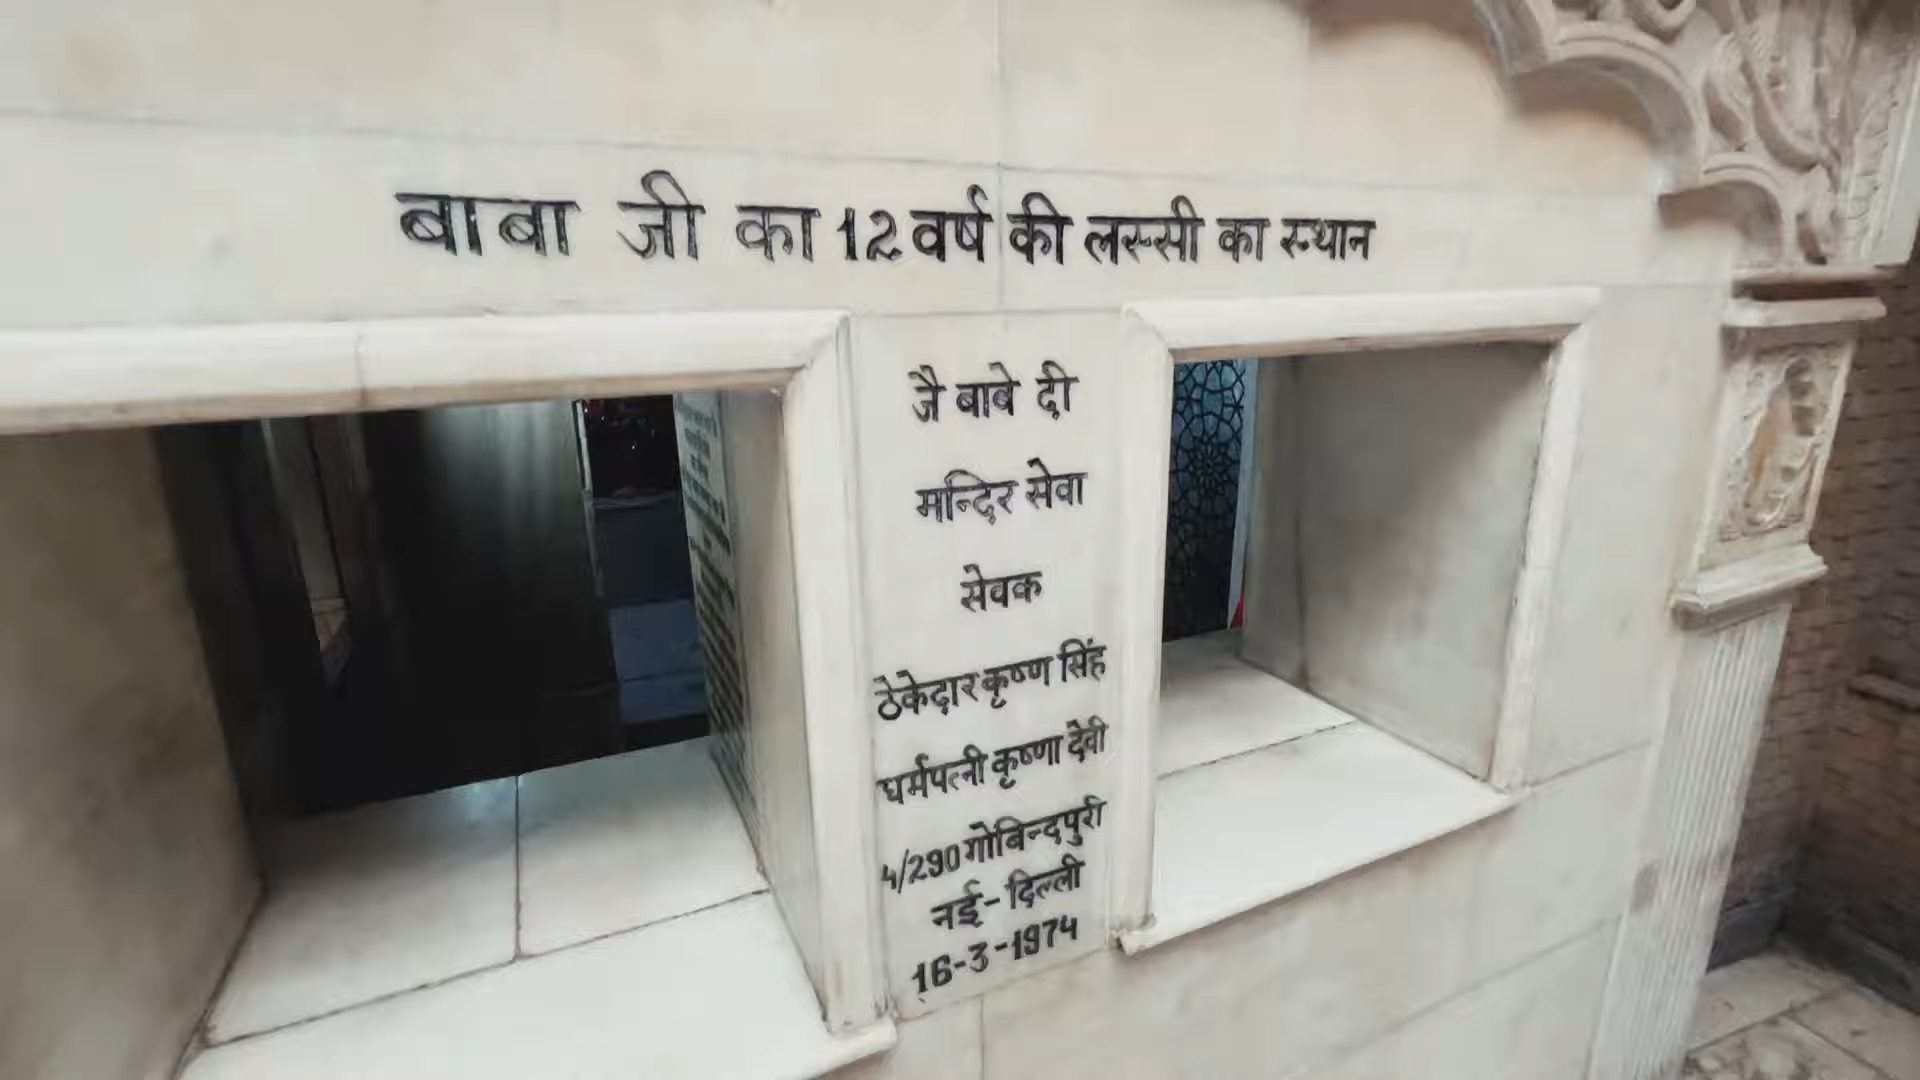 बाबा जी का 12 वर्ष की लस्सी का स्थान
जै बाबे दी
मन्दिर सेवा
सेवक
ठेकेदार कृष्ण सिंह
धर्मपत्नी कृष्णा देवी
4/290 गोबिन्दपुरी
नई-दिल्ली
16-3-1974